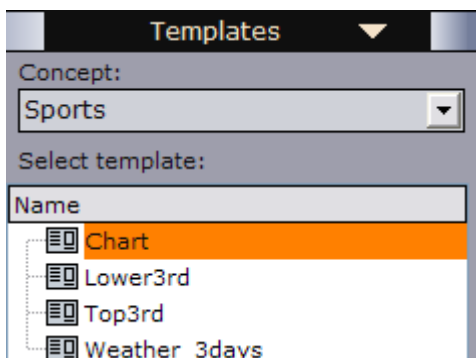 Templates
Concept:
Sports
Select template:
Name
Chart
Lower3rd
Top3rd
Weather_3days